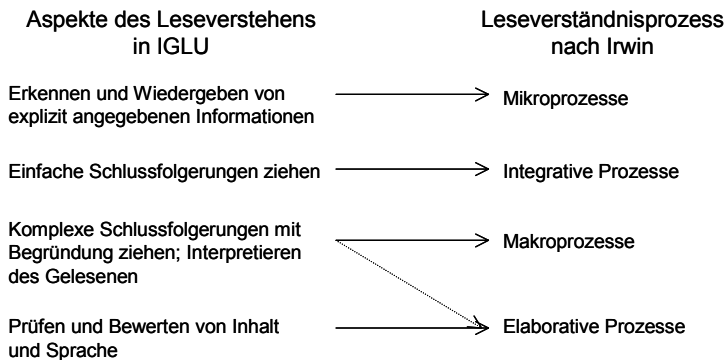 Aspekte des Leseverstehens
in IGLU
Leseverständnisprozess
nach Irwin
Erkennen und Wiedergeben von
explizit angegebenen Informationen
Mikroprozesse
Einfache Schlussfolgerungen ziehen
Integrative Prozesse
Komplexe Schlussfolgerungen mit
Begründung ziehen; Interpretieren
des Gelesenen
Makroprozesse
Prüfen und Bewerten von Inhalt
und Sprache
Elaborative Prozesse